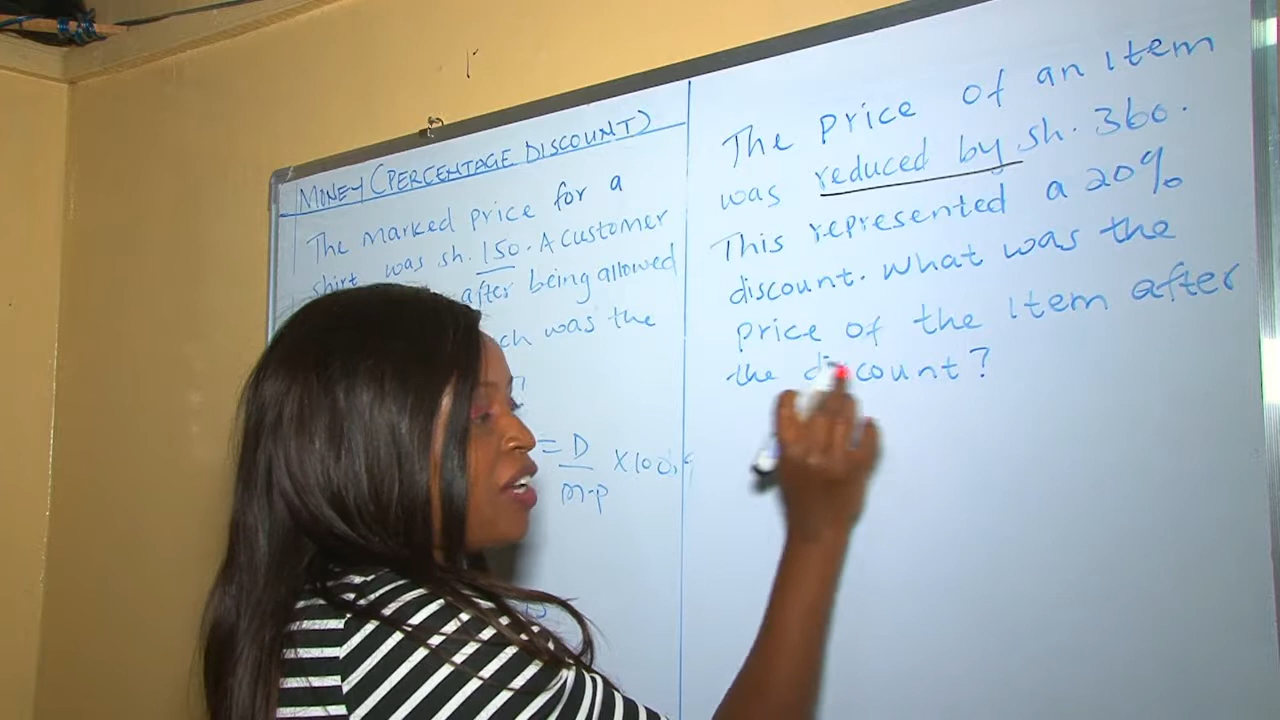 MONEY (PERCENTAGE DISCOUNT)
The marked price for a
shirt was sh. 150. A customer
after being allowed
was the
= D/m.p × 100
The price of an item
was reduced by sh. 360.
This represented a 20%
discount. What was the
price of the item after
the discount?